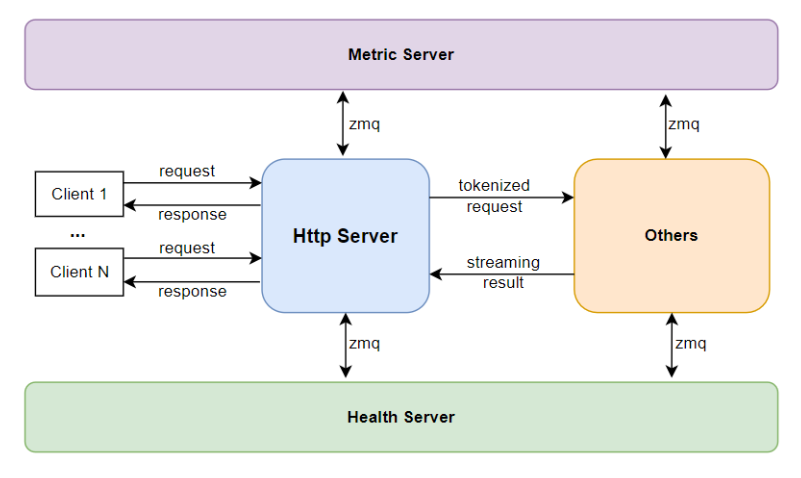 Metric Server
zmq
zmq
request
Client 1
response
...
request
Client N
response
Http Server
tokenized
request
streaming
result
Others
zmq
zmq
Health Server